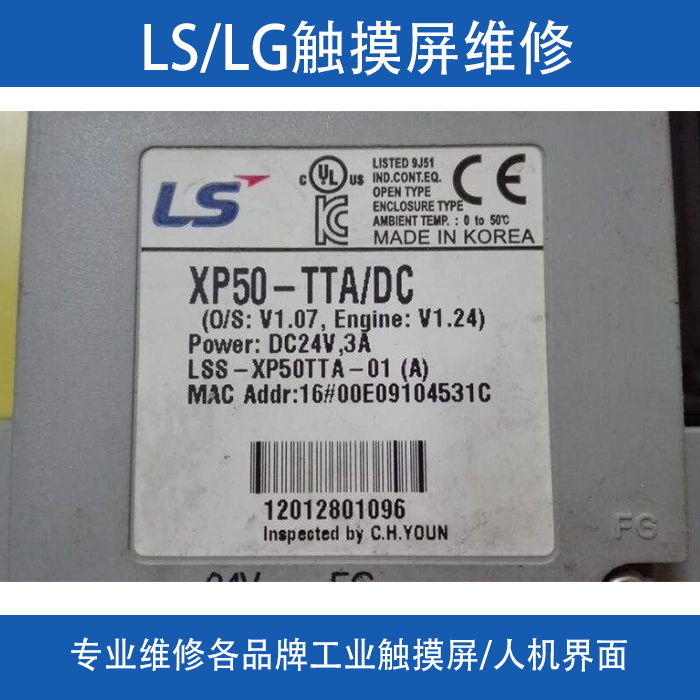 LS/LG触摸屏维修
LS
C UL US
LISTED 9J51
IND.CONT.EQ.
OPEN TYPE
ENCLOSURE TYPE
AMBIENT TEMP. : 0 to 50℃
CE
MADE IN KOREA
XP50-TTA/DC
(O/S: V1.07, Engine: V1.24)
Power: DC24V,3A
LSS-XP50TTA-01 (A)
MAC Addr:16#00E09104531C
12012801096
Inspected by C.H.YOUN
FG
24V FG
专业维修各品牌工业触摸屏/人机界面